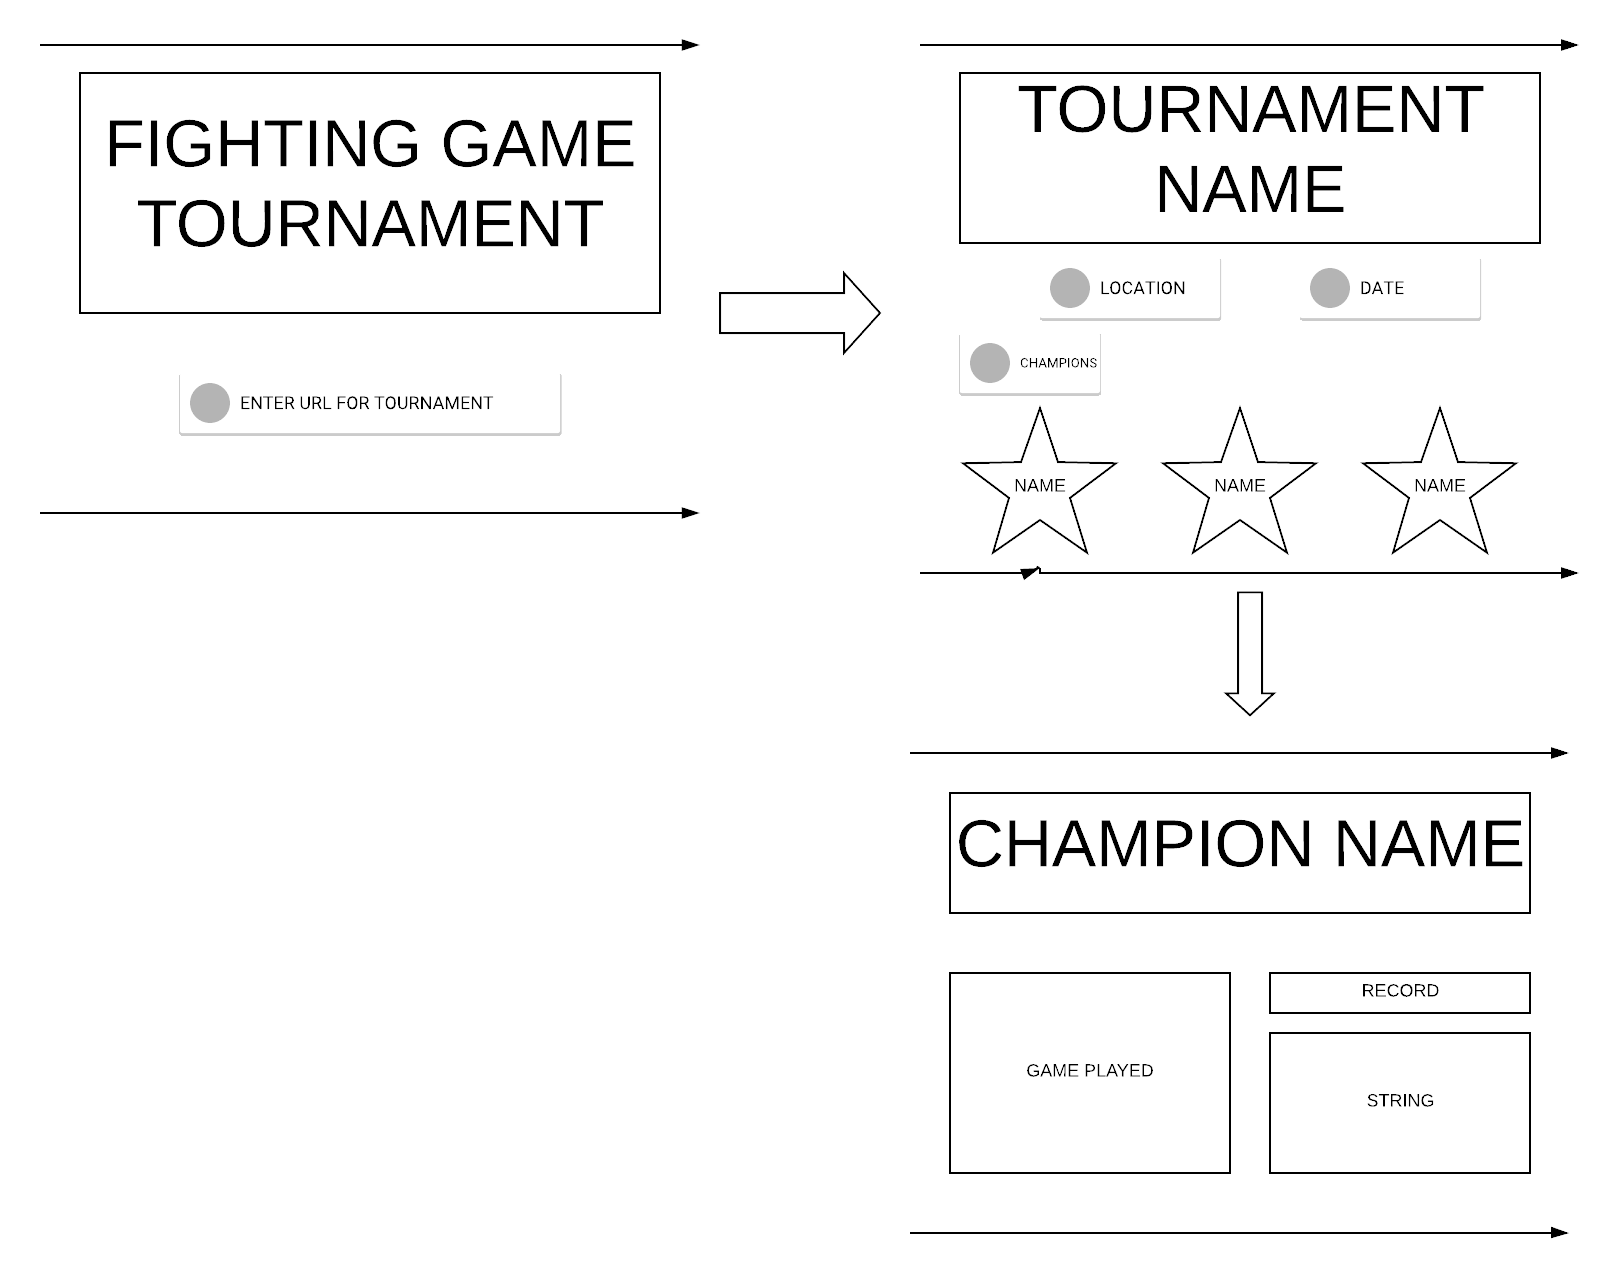 FIGHTING GAME
TOURNAMENT
ENTER URL FOR TOURNAMENT
TOURNAMENT
NAME
LOCATION
DATE
CHAMPIONS
NAME
NAME
NAME
CHAMPION NAME
GAME PLAYED
RECORD
STRING